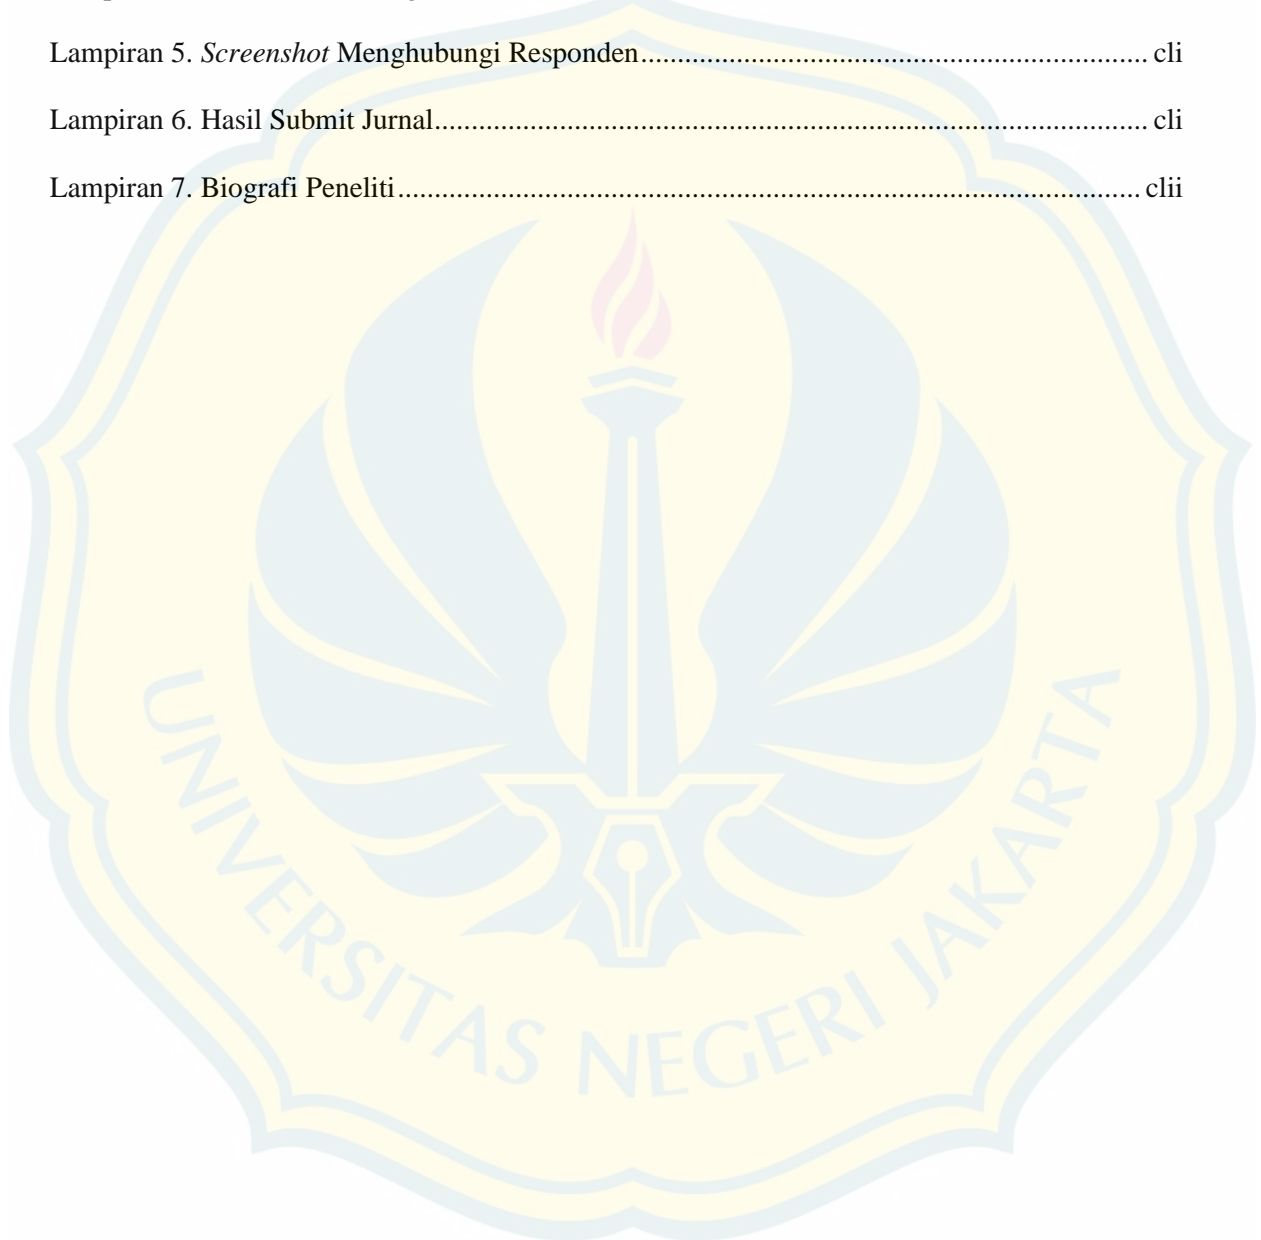 Lampiran 5. Screenshot Menghubungi Responden.......................................................... cli
Lampiran 6. Hasil Submit Jurnal.................................................................................. cli
Lampiran 7. Biografi Peneliti...................................................................................... clii
UNIVERSITAS NEGERI JAKARTA